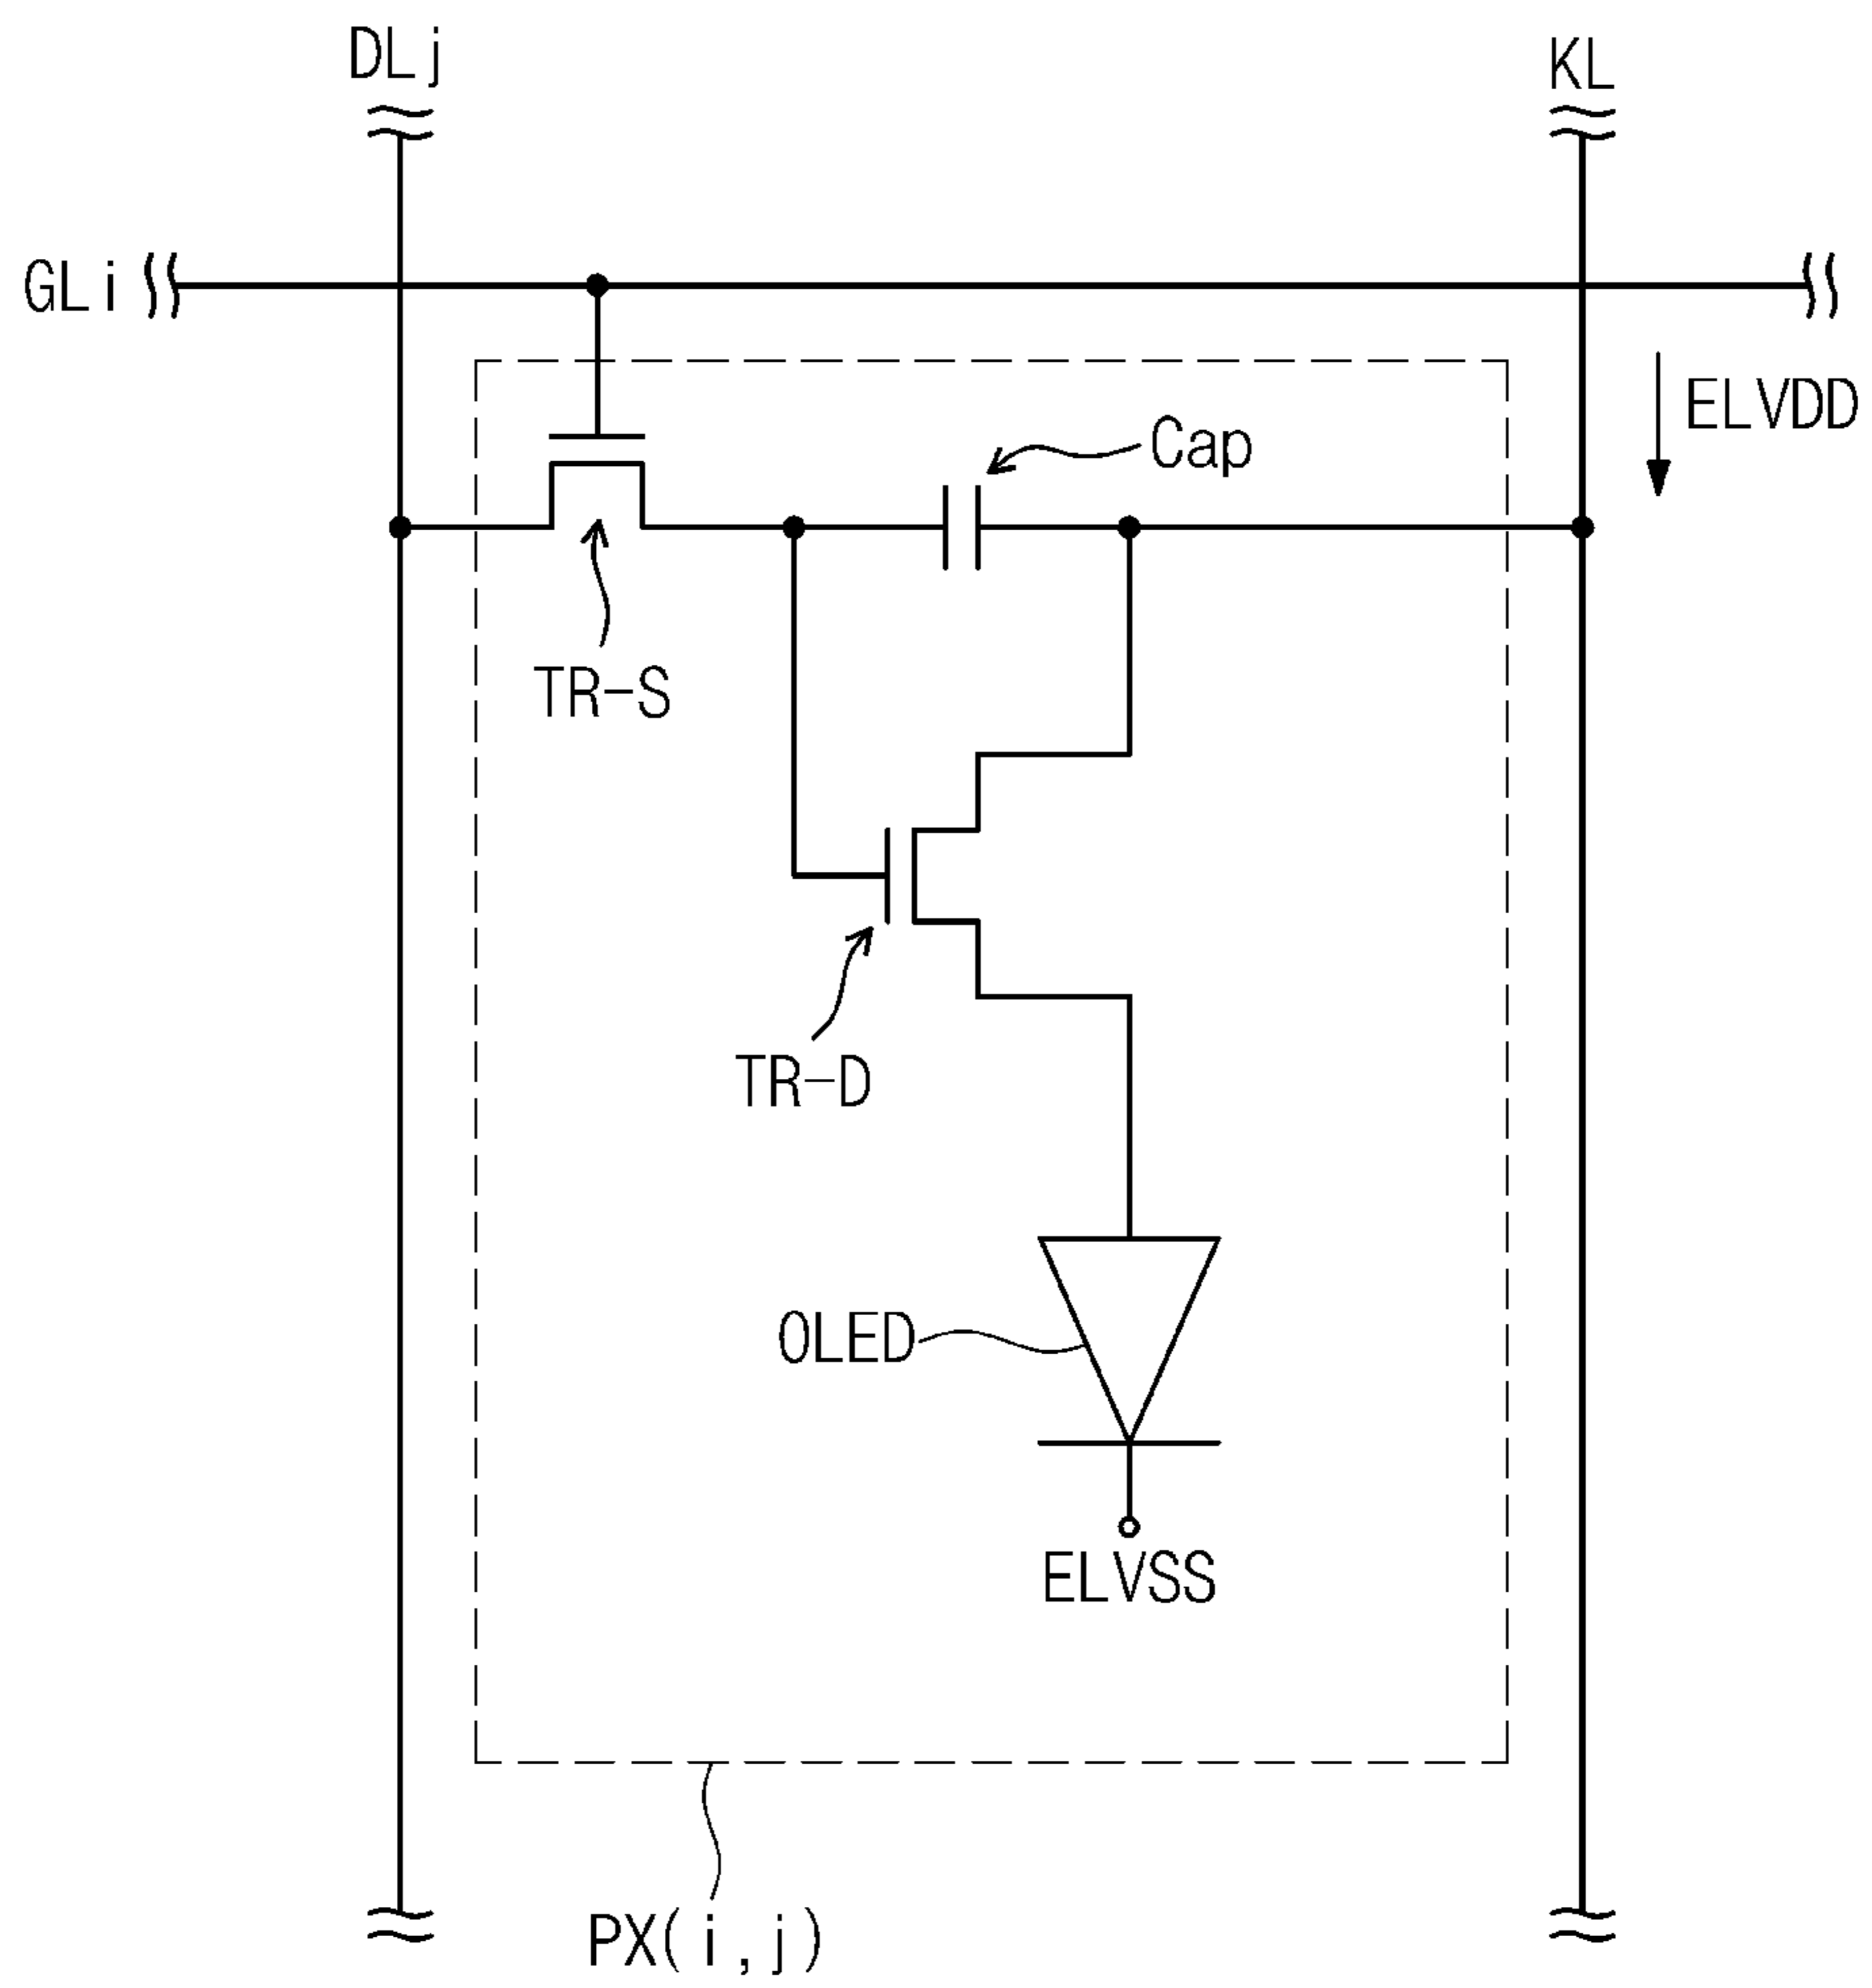 DLj
KL
GLi
ELVDD
Cap
TR-S
TR-D
OLED
ELVSS
PX(i,j)